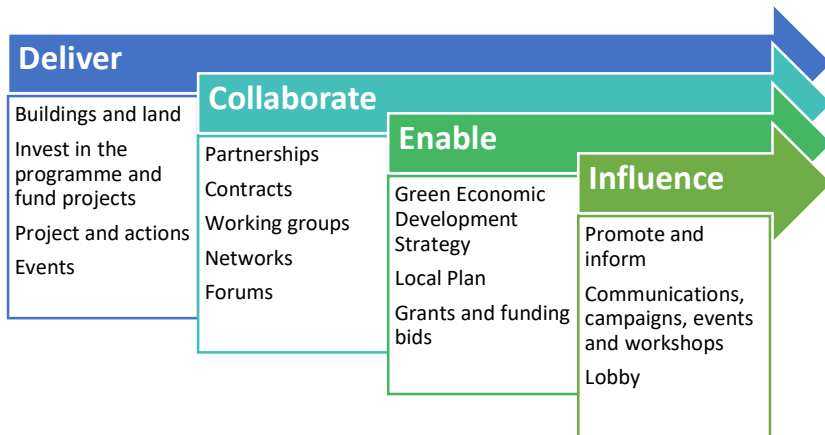 Deliver
Buildings and land
Invest in the
programme and
fund projects
Project and actions
Events
Collaborate
Partnerships
Contracts
Working groups
Networks
Forums
Enable
Green Economic
Development
Strategy
Local Plan
Grants and funding
bids
Influence
Promote and
inform
Communications,
campaigns, events
and workshops
Lobby